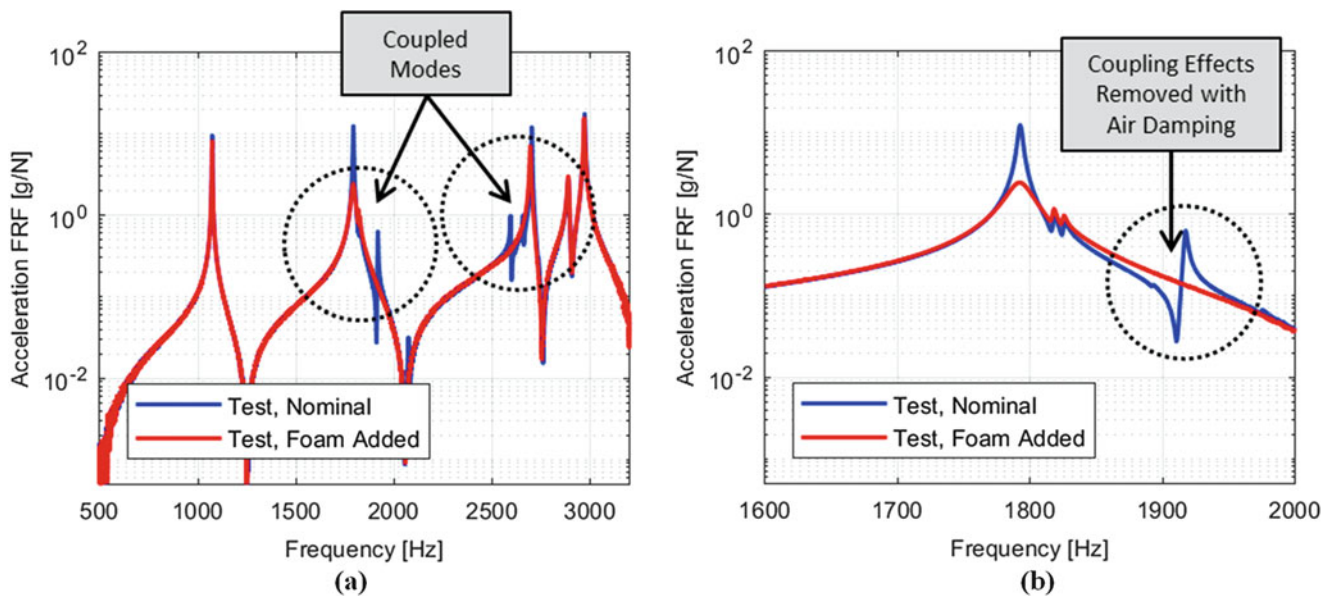 Coupled
Modes
Acceleration FRF [g/N]
10^2
10^0
10^-2
Test, Nominal
Test, Foam Added
500 1000 1500 2000 2500 3000
Frequency [Hz]
(a)
Coupling Effects
Removed with
Air Damping
Acceleration FRF [g/N]
10^2
10^0
10^-2
Test, Nominal
Test, Foam Added
1600 1700 1800 1900 2000
Frequency [Hz]
(b)